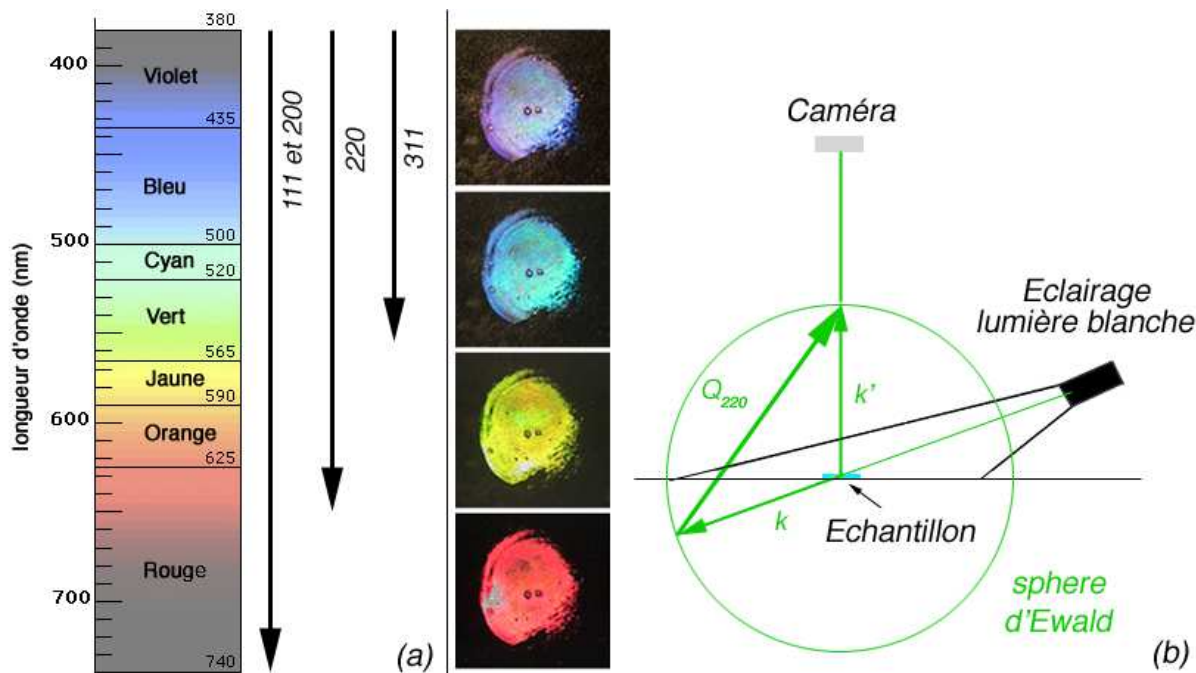 longueur d'onde (nm)
400
500
600
700
380
Violet
435
Bleu
500
Cyan
520
Vert
565
Jaune
590
Orange
625
Rouge
740
111 et 200
220
311
(a)
Caméra
Eclairage
lumière blanche
Q220
k'
k
Echantillon
sphere
d'Ewald
(b)